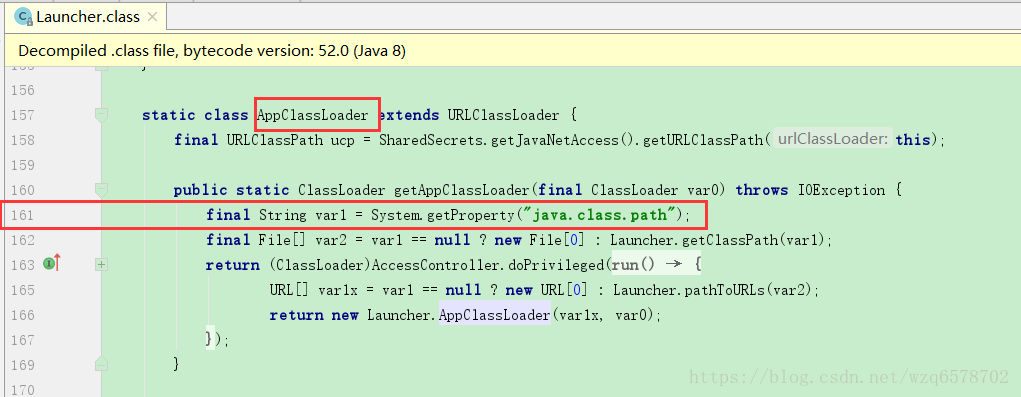 Launcher.class
Decompiled .class file, bytecode version: 52.0 (Java 8)
156
157 static class AppClassLoader extends URLClassLoader {
158 final URLClassPath ucp = SharedSecrets.getJavaNetAccess().getURLClassPath( urlClassLoader: this);
159
160 public static ClassLoader getAppClassLoader(final ClassLoader var0) throws IOException {
161 final String var1 = System.getProperty("java.class.path");
162 final File[] var2 = var1 == null ? new File[0] : Launcher.getClassPath(var1);
163 return (ClassLoader)AccessController.doPrivileged(run() → {
165 URL[] var1x = var1 == null ? new URL[0] : Launcher.pathToURLs(var2);
166 return new Launcher.AppClassLoader(var1x, var0);
167 });
169 }
170
https://blog.csdn.net/wzq6578702